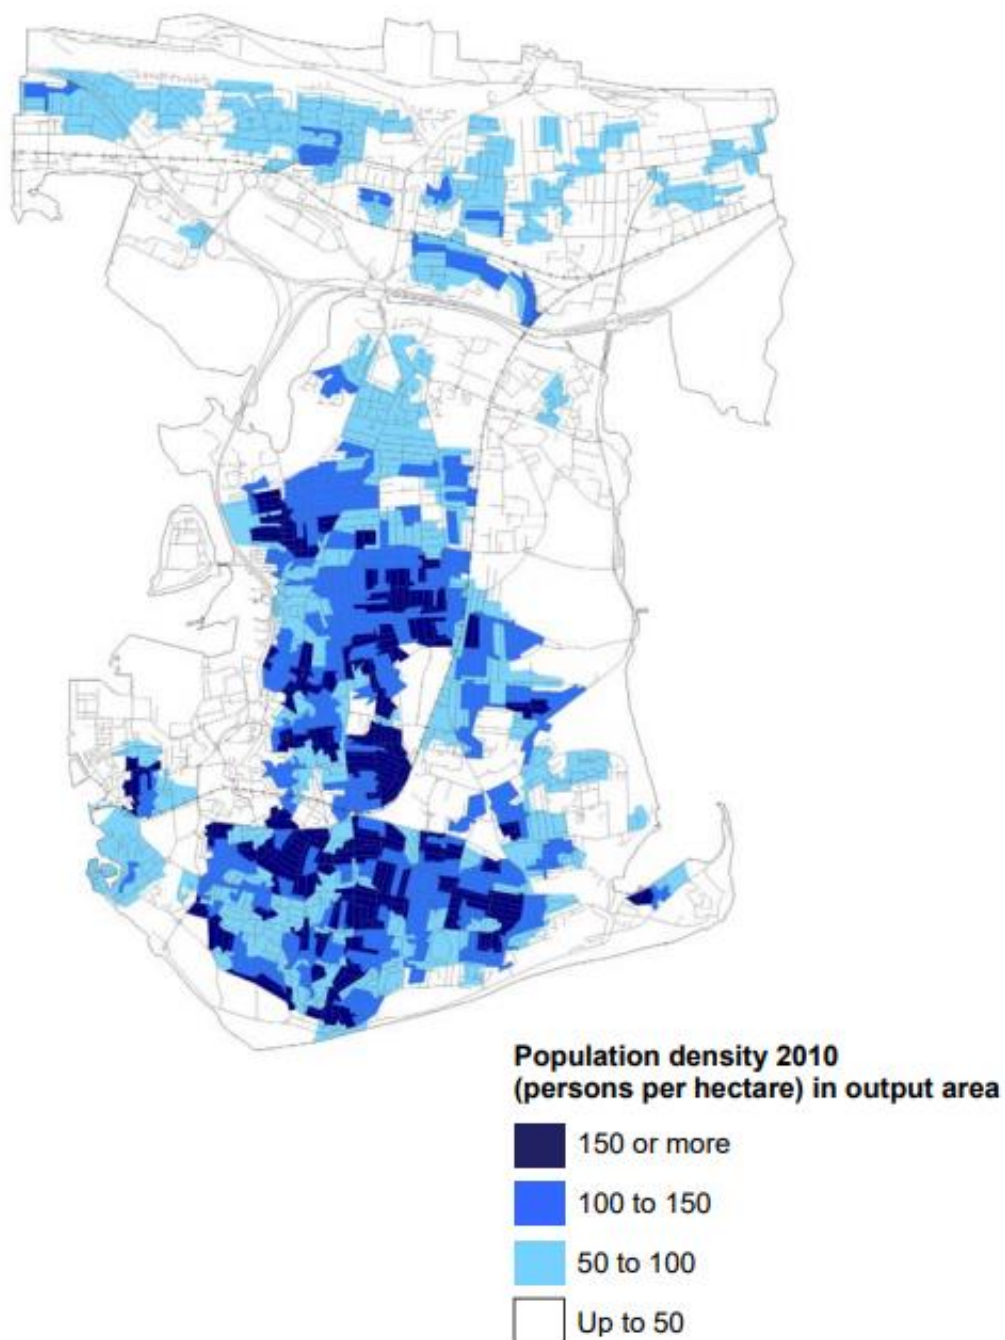 Population density 2010
(persons per hectare) in output area
150 or more
100 to 150
50 to 100
Up to 50